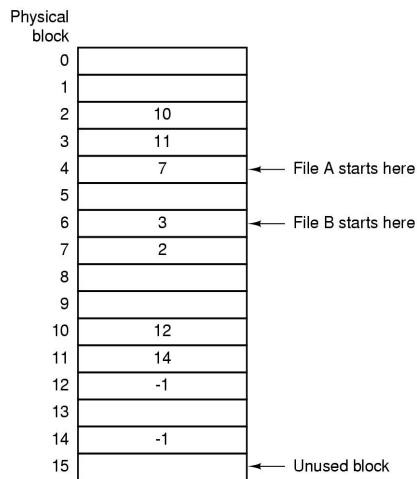 Physical
block
0
1
2 10
3 11
4 7 File A starts here
5
6 3 File B starts here
7 2
8
9
10 12
11 14
12 -1
13
14 -1
15 Unused block